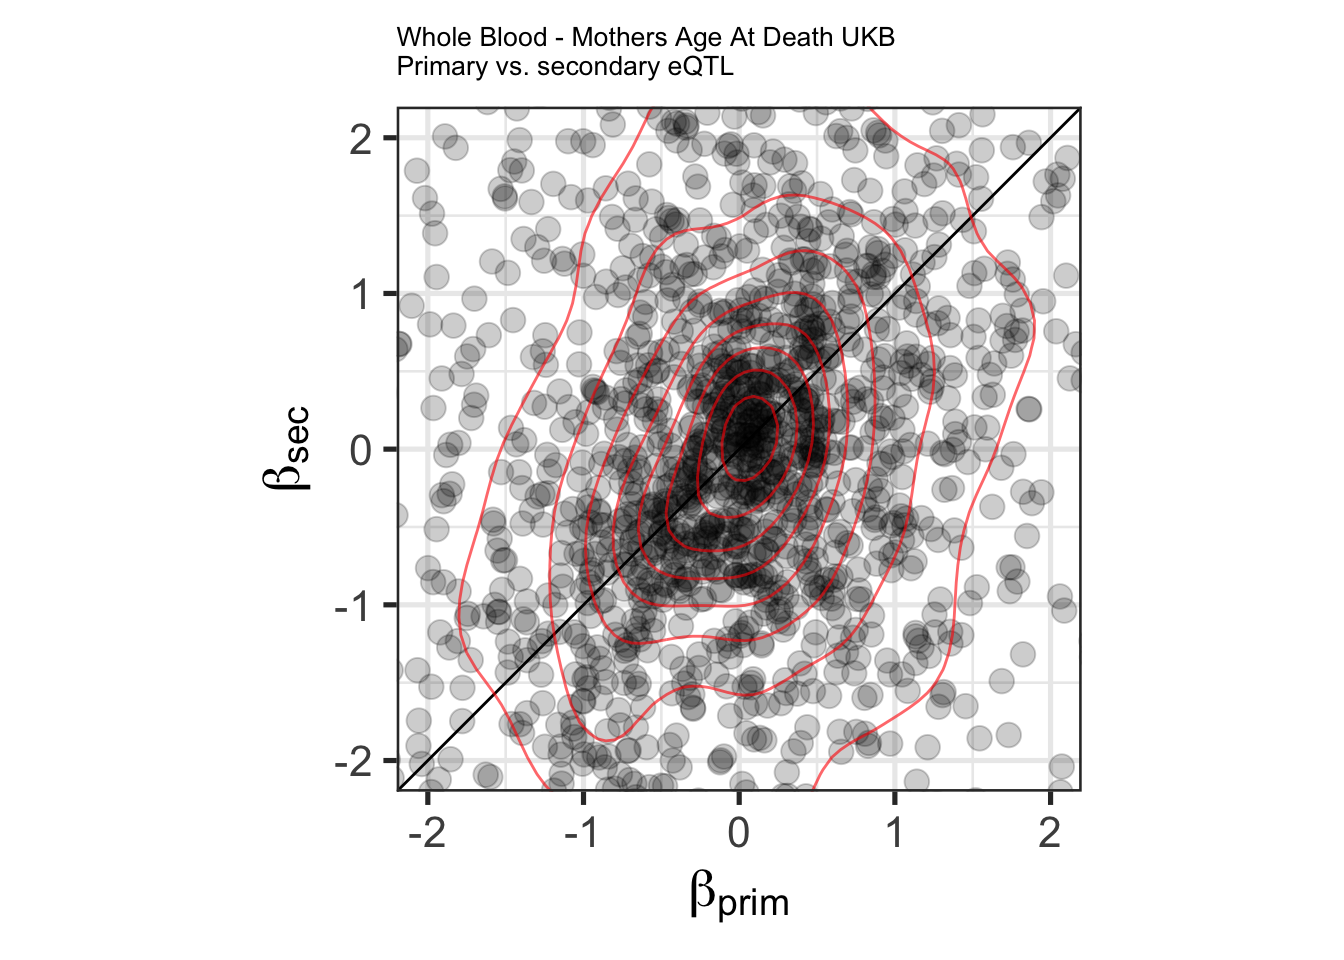 Whole Blood - Mothers Age At Death UKB
Primary vs. secondary eQTL
2
1
0
-1
-2
βsec
-2 -1 0 1 2
βprim